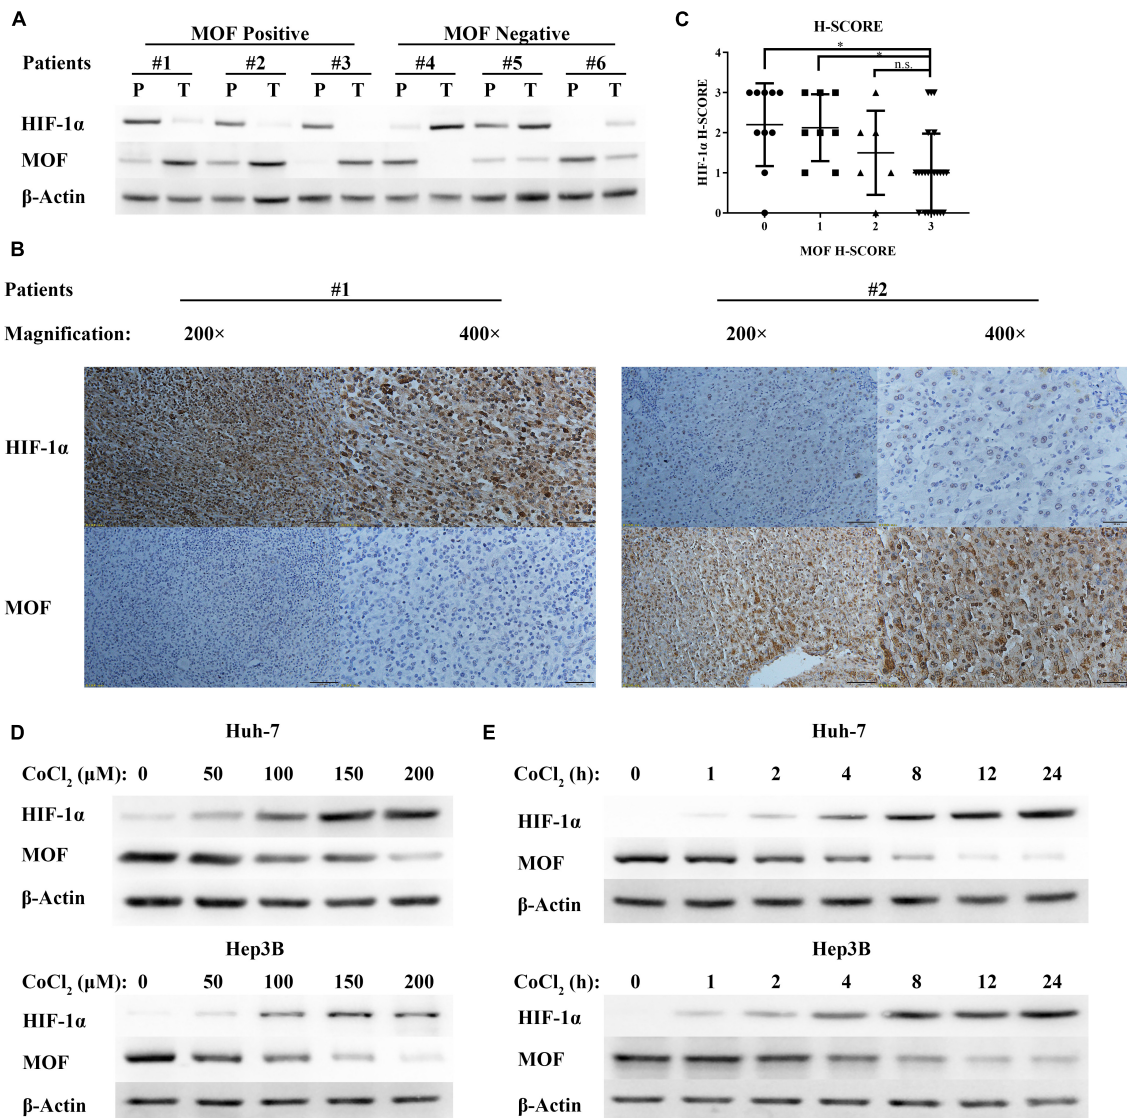 A
MOF Positive MOF Negative
Patients #1 #2 #3 #4 #5 #6
P T P T P T P T P T P T
HIF-1α
MOF
β-Actin
C
H-SCORE
* 
*
n.s.
4
3
2
1
0
HIF-1α H-SCORE
0 1 2 3
MOF H-SCORE
B
Patients #1 #2
Magnification: 200× 400× 200× 400×
HIF-1α
MOF
D
Huh-7
CoCl2 (μM): 0 50 100 150 200
HIF-1α
MOF
β-Actin
Hep3B
CoCl2 (μM): 0 50 100 150 200
HIF-1α
MOF
β-Actin
E
Huh-7
CoCl2 (h): 0 1 2 4 8 12 24
HIF-1α
MOF
β-Actin
Hep3B
CoCl2 (h): 0 1 2 4 8 12 24
HIF-1α
MOF
β-Actin